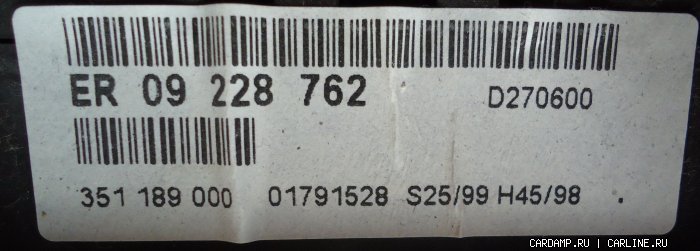 ER 09 228 762 D270600
351 189 000 01791528 S25/99 H45/98 .
CARDAMP.RU | CARLINE.RU